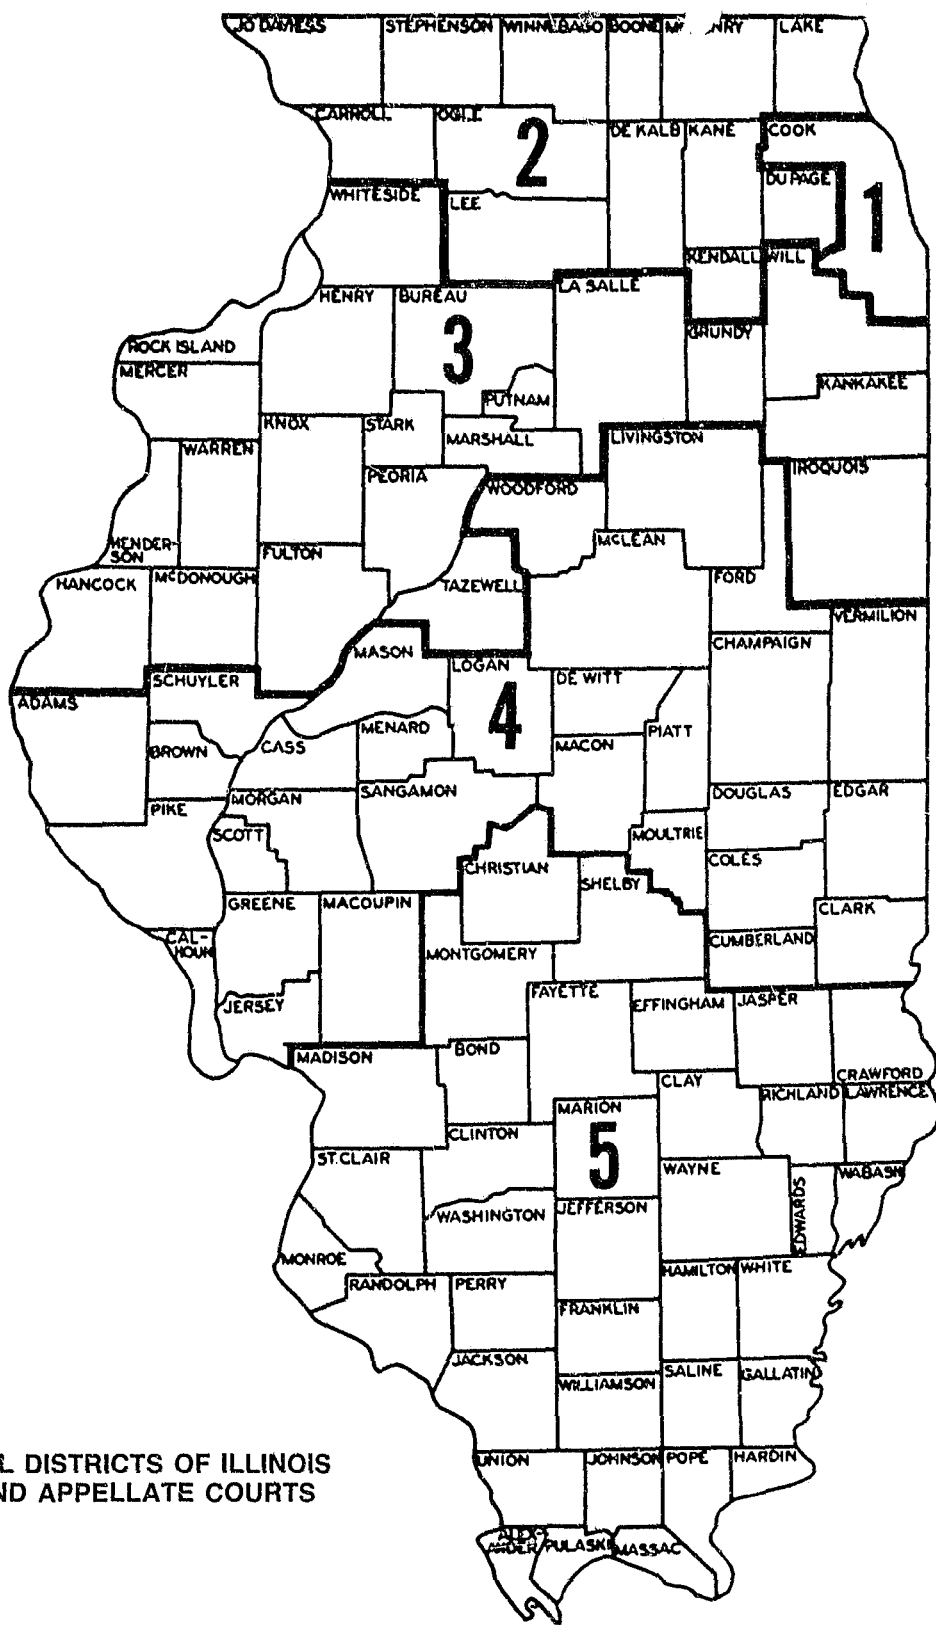 JO DAVIESS STEPHENSON WINNEBAGO BOONE LAKE
CARROLL OGLE DE KALB KANE COOK
2
WHITESIDE LEE DU PAGE 1
KENDALL WILL
HENRY BUREAU LA SALLE
3 GRUNDY
ROCK ISLAND
MERCER KANKAKEE
PUTNAM
KNOX STARK MARSHALL LIVINGSTON
WARREN PEORIA WOODFORD IROQUOIS
HENDER-
SON FULTON MCLEAN
HANCOCK MCDONOUGH TAZEWELL FORD
VERMILION
MASON LOGAN CHAMPAIGN
SCHUYLER DE WITT
ADAMS 4
MENARD PIATT
BROWN CASS MACON
PIKE MORGAN SANGAMON DOUGLAS EDGAR
SCOTT MOULTRIE
CHRISTIAN COLES
SHELBY
GREENE MACOUPIN CLARK
CAL-
HOUN MONTGOMERY CUMBERLAND
JERSEY FAYETTE EFFINGHAM JASPER
MADISON BOND
CLAY CRAWFORD
RICHLAND LAWRENCE
MARION
CLINTON 5
ST. CLAIR WAYNE WABASH
EDWARDS
WASHINGTON JEFFERSON
MONROE
RANDOLPH PERRY HAMILTON WHITE
FRANKLIN
JACKSON
WILLIAMSON SALINE GALLATIN
UNION JOHNSON POPE HARDIN
ALEX-
ANDER PULASKI MASSAC
L DISTRICTS OF ILLINOIS
ND APPELLATE COURTS